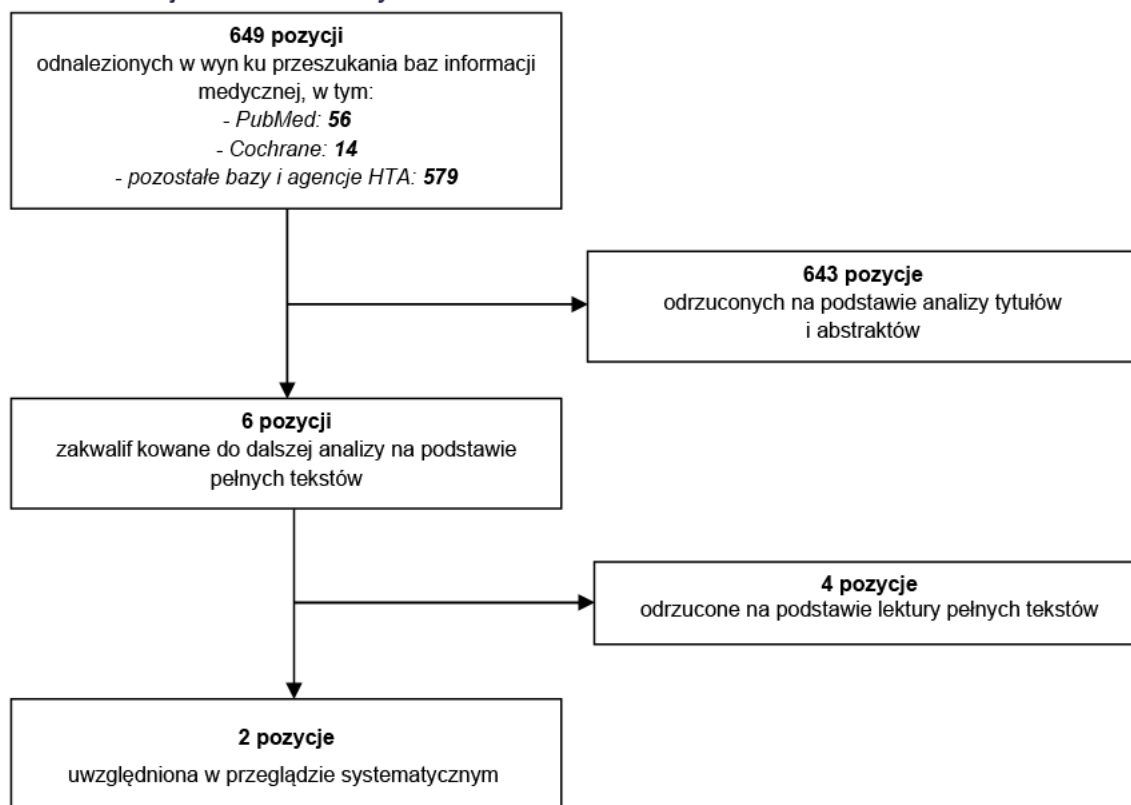 649 pozycji
odnalezionych w wyn ku przeszukania baz informacji
medycznej, w tym:
- PubMed: 56
- Cochrane: 14
- pozostałe bazy i agencje HTA: 579
643 pozycje
odrzuconych na podstawie analizy tytułów
i abstraktów
6 pozycji
zakwalif kowane do dalszej analizy na podstawie
pełnych tekstów
4 pozycje
odrzucone na podstawie lektury pełnych tekstów
2 pozycje
uwzględniona w przeglądzie systematycznym